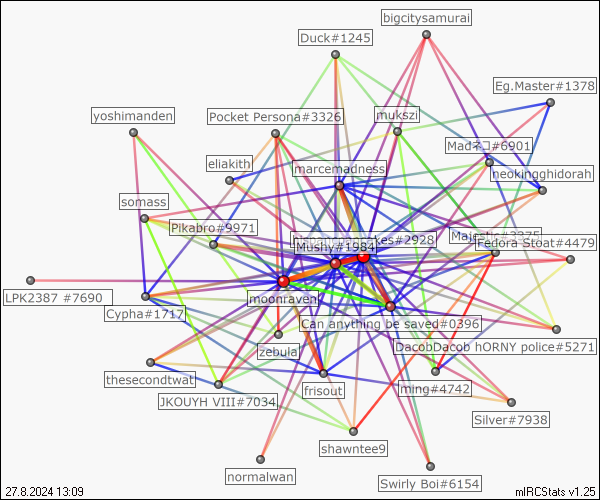 bigcitysamurai
Duck#1245
Eg.Master#1378
yoshimanden
Pocket Persona#3326
mukszi
Madネコ#6901
eliakith
marcemadness
neokingghidorah
somass
Pikabro#9971
kes#2928
Majestic#3375
Mushy#1984
Fedora Stoat#4479
LPK2387 #7690
moonraven
Cypha#1717
Can anything be saved#0396
zebula
DacobDacob hORNY police#5271
thesecondtwat
frisout
ming#4742
JKOUYH VIII#7034
Silver#7938
shawntee9
normalwan
Swirly Boi#6154
27.8.2024 13:09
mIRCStats v1.25